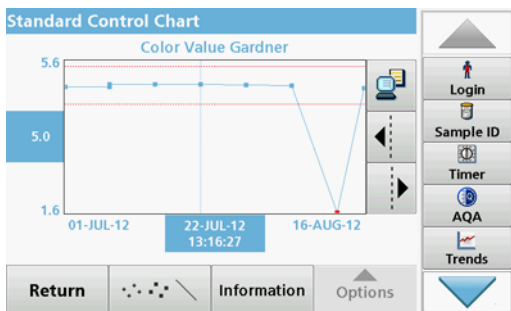 Standard Control Chart
Color Value Gardner
5.6
5.0
1.6
01-JUL-12
22-JUL-12
13:16:27
16-AUG-12
Return
Information
Options
Login
Sample ID
Timer
AQA
Trends